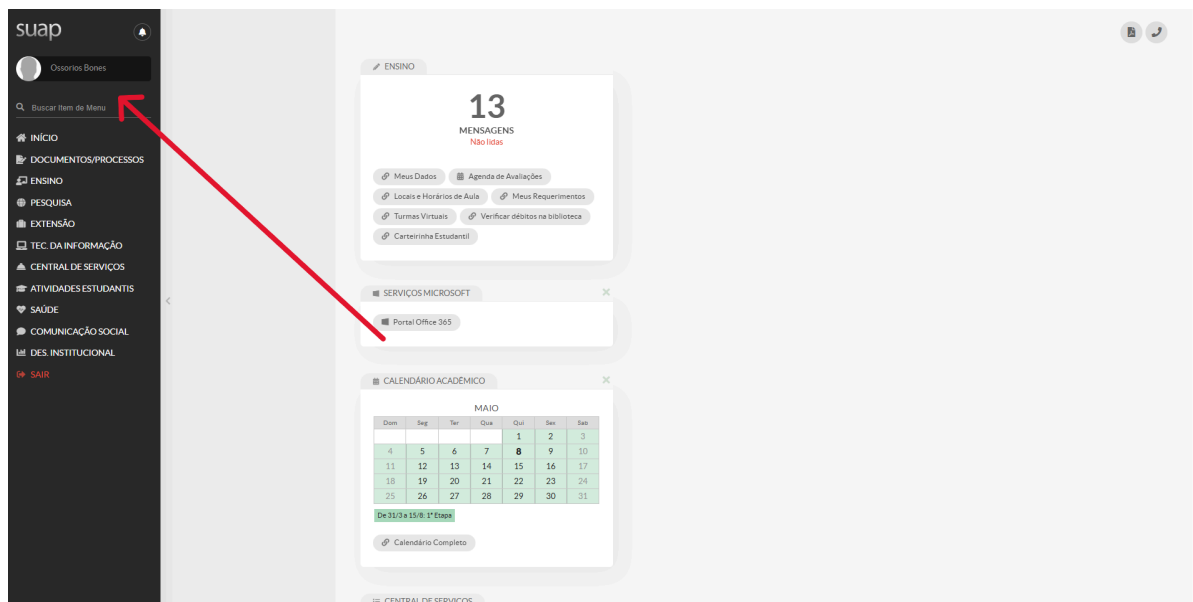 suap
Ossorios Bones
Buscar Item de Menu
INÍCIO
DOCUMENTOS/PROCESSOS
ENSINO
PESQUISA
EXTENSÃO
TEC. DA INFORMAÇÃO
CENTRAL DE SERVIÇOS
ATIVIDADES ESTUDANTIS
SAÚDE
COMUNICAÇÃO SOCIAL
DES. INSTITUCIONAL
SAIR
ENSINO
13
MENSAGENS
Não lidas
Meus Dados Agenda de Avaliações
Locais e Horários de Aula Meus Requerimentos
Turmas Virtuais Verificar débitos na biblioteca
Carteirinha Estudantil
SERVIÇOS MICROSOFT
Portal Office 365
CALENDÁRIO ACADÊMICO
MAIO
Dom Seg Ter Qua Qui Sex Sab
1 2 3
4 5 6 7 8 9 10
11 12 13 14 15 16 17
18 19 20 21 22 23 24
25 26 27 28 29 30 31
De 31/3 a 15/8: 1ª Etapa
Calendário Completo
CENTRAL DE SERVIÇOS